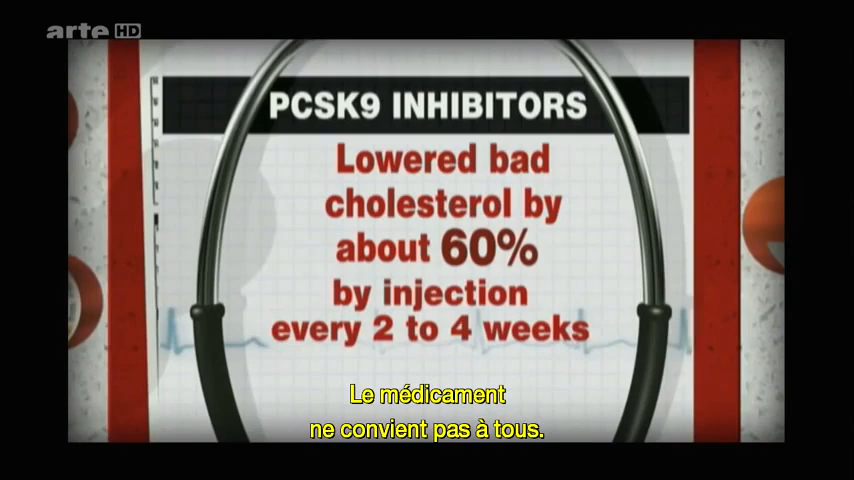 arte HD
PCSK9 INHIBITORS
Lowered bad
cholesterol by
about 60%
by injection
every 2 to 4 weeks
Le médicament
ne convient pas à tous.